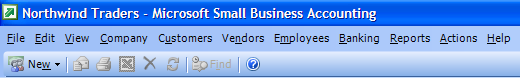 Northwind Traders - Microsoft Small Business Accounting
File Edit View Company Customers Vendors Employees Banking Reports Actions Help
New Find